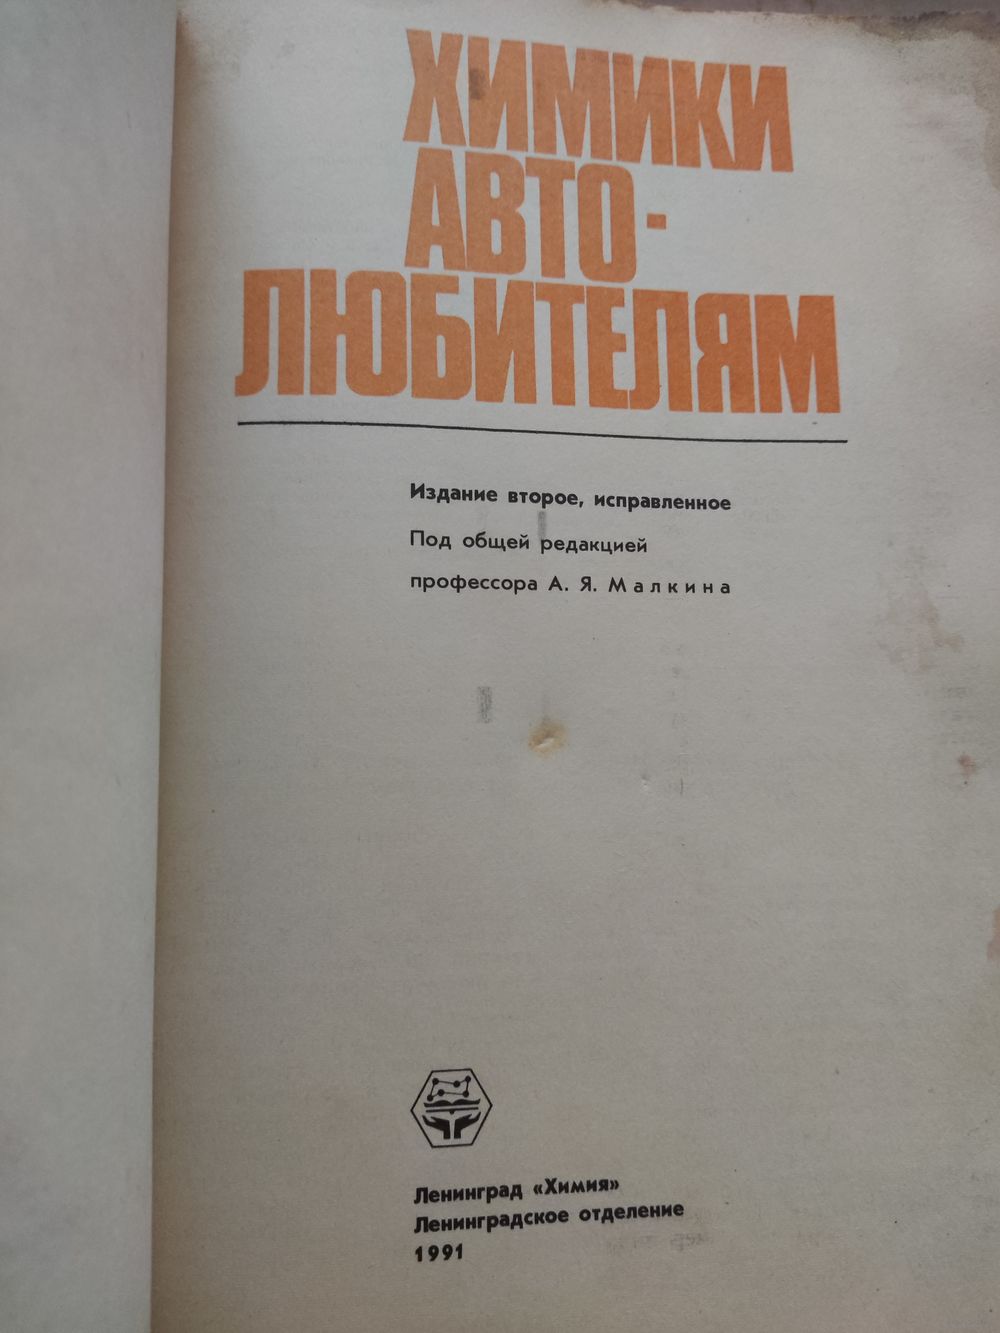 ХИМИКИ
АВТО-
ЛЮБИТЕЛЯМ
Издание второе, исправленное
Под общей редакцией
профессора А. Я. Малкина
Ленинград «Химия»
Ленинградское отделение
1991